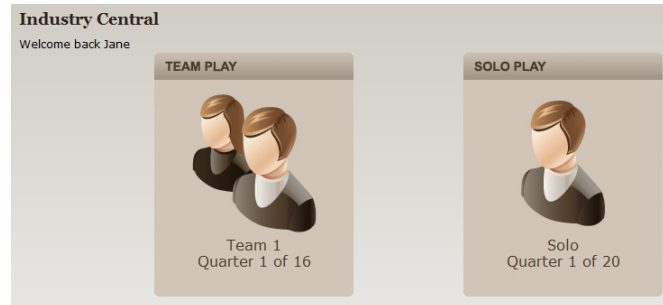 Industry Central
Welcome back Jane
TEAM PLAY
Team 1
Quarter 1 of 16
SOLO PLAY
Solo
Quarter 1 of 20